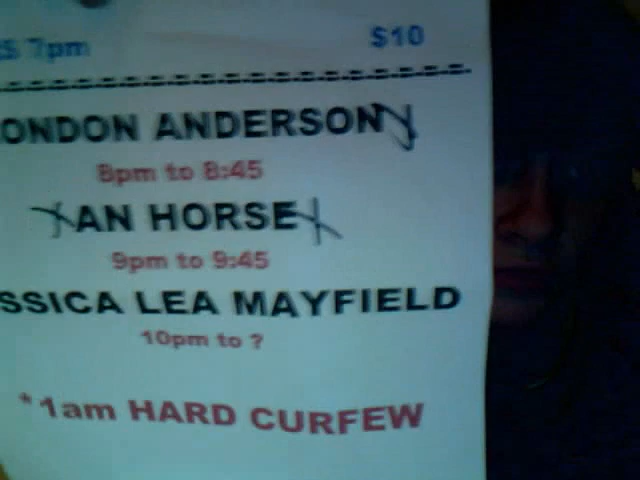 7pm $10
ONDON ANDERSON
8pm to 8:45
AN HORSE
9pm to 9:45
SSICA LEA MAYFIELD
10pm to ?
*1am HARD CURFEW